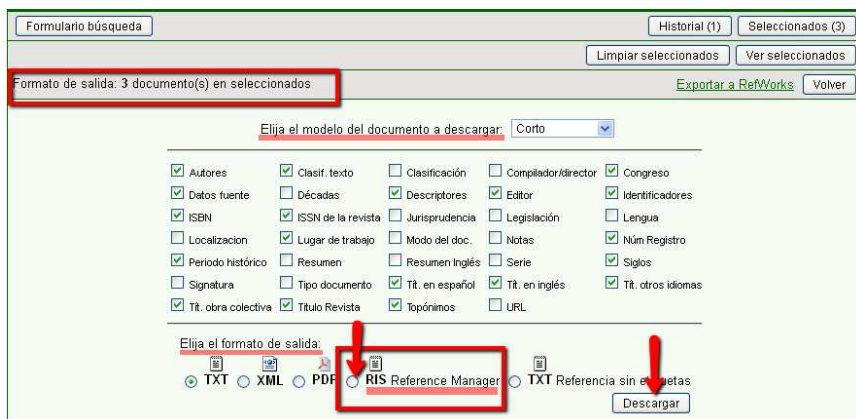 Formulario búsqueda Historial (1) Seleccionados (3)
Limpiar seleccionados Ver seleccionados
Formato de salida: 3 documento(s) en seleccionados Exportar a RefWorks Volver
Elija el modelo del documento a descargar: Corto
Autores Clasif. texto Clasificación Compilador/director Congreso
Datos fuente Décadas Descriptores Editor Identificadores
ISBN ISSN de la revista Jurisprudencia Legislación Lengua
Localizacion Lugar de trabajo Modo del doc. Notas Núm Registro
Periodo histórico Resumen Resumen Inglés Serie Siglos
Signatura Tipo documento Tít. en español Tít. en inglés Tít. otros idiomas
Tít. obra colectiva Titulo Revista Topónimos URL
Elija el formato de salida:
TXT XML PDF RIS Reference Manager TXT Referencia sin etiquetas
Descargar